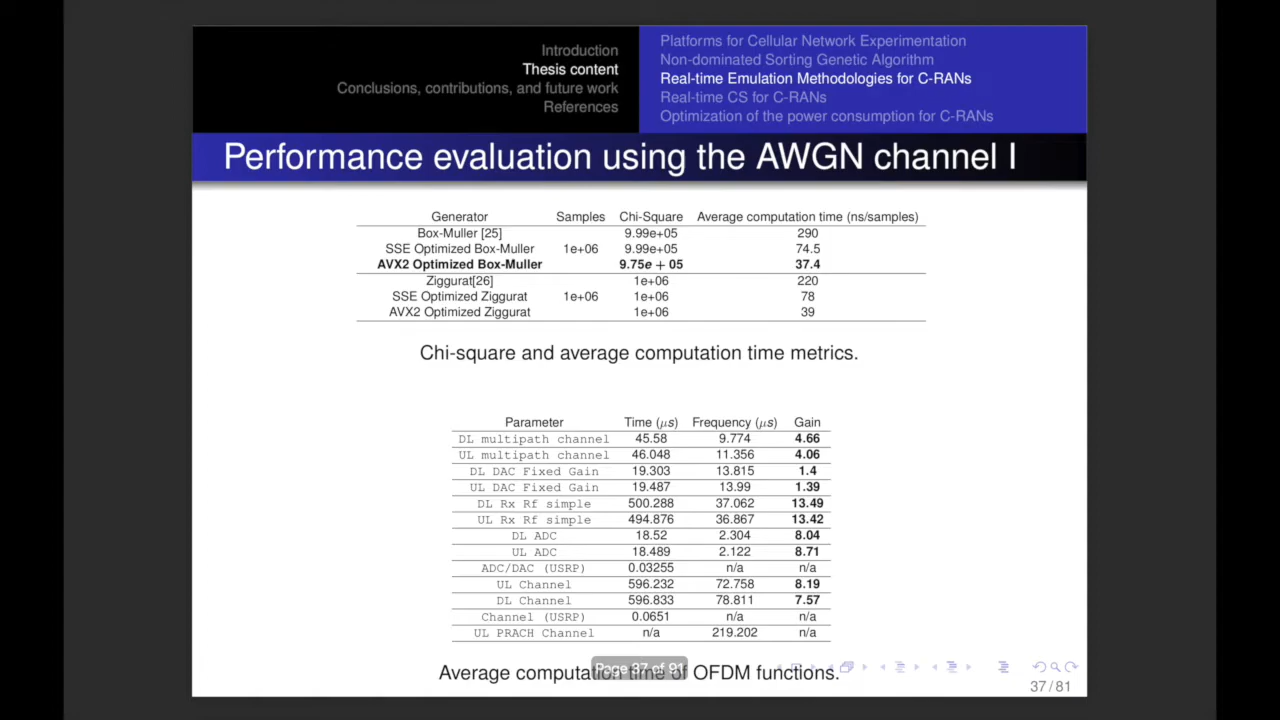 Introduction
Thesis content
Conclusions, contributions, and future work
References
Platforms for Cellular Network Experimentation
Non-dominated Sorting Genetic Algorithm
Real-time Emulation Methodologies for C-RANs
Real-time CS for C-RANs
Optimization of the power consumption for C-RANs
Performance evaluation using the AWGN channel I
Generator Samples Chi-Square Average computation time (ns/samples)
Box-Muller [25] 9.99e+05 290
SSE Optimized Box-Muller 1e+06 9.99e+05 74.5
AVX2 Optimized Box-Muller 9.75e + 05 37.4
Ziggurat[26] 1e+06 220
SSE Optimized Ziggurat 1e+06 1e+06 78
AVX2 Optimized Ziggurat 1e+06 39
Chi-square and average computation time metrics.
Parameter Time (μs) Frequency (μs) Gain
DL multipath channel 45.58 9.774 4.66
UL multipath channel 46.048 11.356 4.06
DL DAC Fixed Gain 19.303 13.815 1.4
UL DAC Fixed Gain 19.487 13.99 1.39
DL Rx Rf simple 500.288 37.062 13.49
UL Rx Rf simple 494.876 36.867 13.42
DL ADC 18.52 2.304 8.04
UL ADC 18.489 2.122 8.71
ADC/DAC (USRP) 0.03255 n/a n/a
UL Channel 596.232 72.758 8.19
DL Channel 596.833 78.811 7.57
Channel (USRP) 0.0651 n/a n/a
UL PRACH Channel n/a 219.202 n/a
Average computation time of OFDM functions.
Page 37 of 91
37 / 81